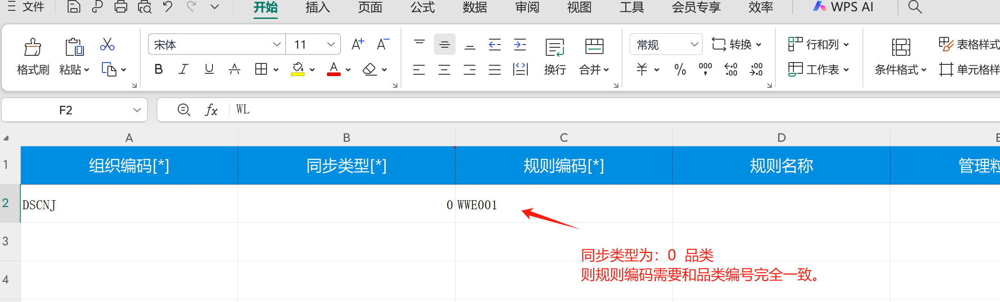 文件 开始 插入 页面 公式 数据 审阅 视图 工具 会员专享 效率 WPS AI
宋体 11 A+ A- 常规 转换 行和列 表格样式
格式刷 粘贴 B I U A A 换行 合并 ¥ % 000 , ←.0 .00 .00 →.0 工作表 条件格式 单元格样
F2 fx WL
A B C D E
1 组织编码[*] 同步类型[*] 规则编码[*] 规则名称 管理粒
2 DSCNJ 0 WWE001
3
同步类型为：0 品类
则规则编码需要和品类编号完全一致。
4